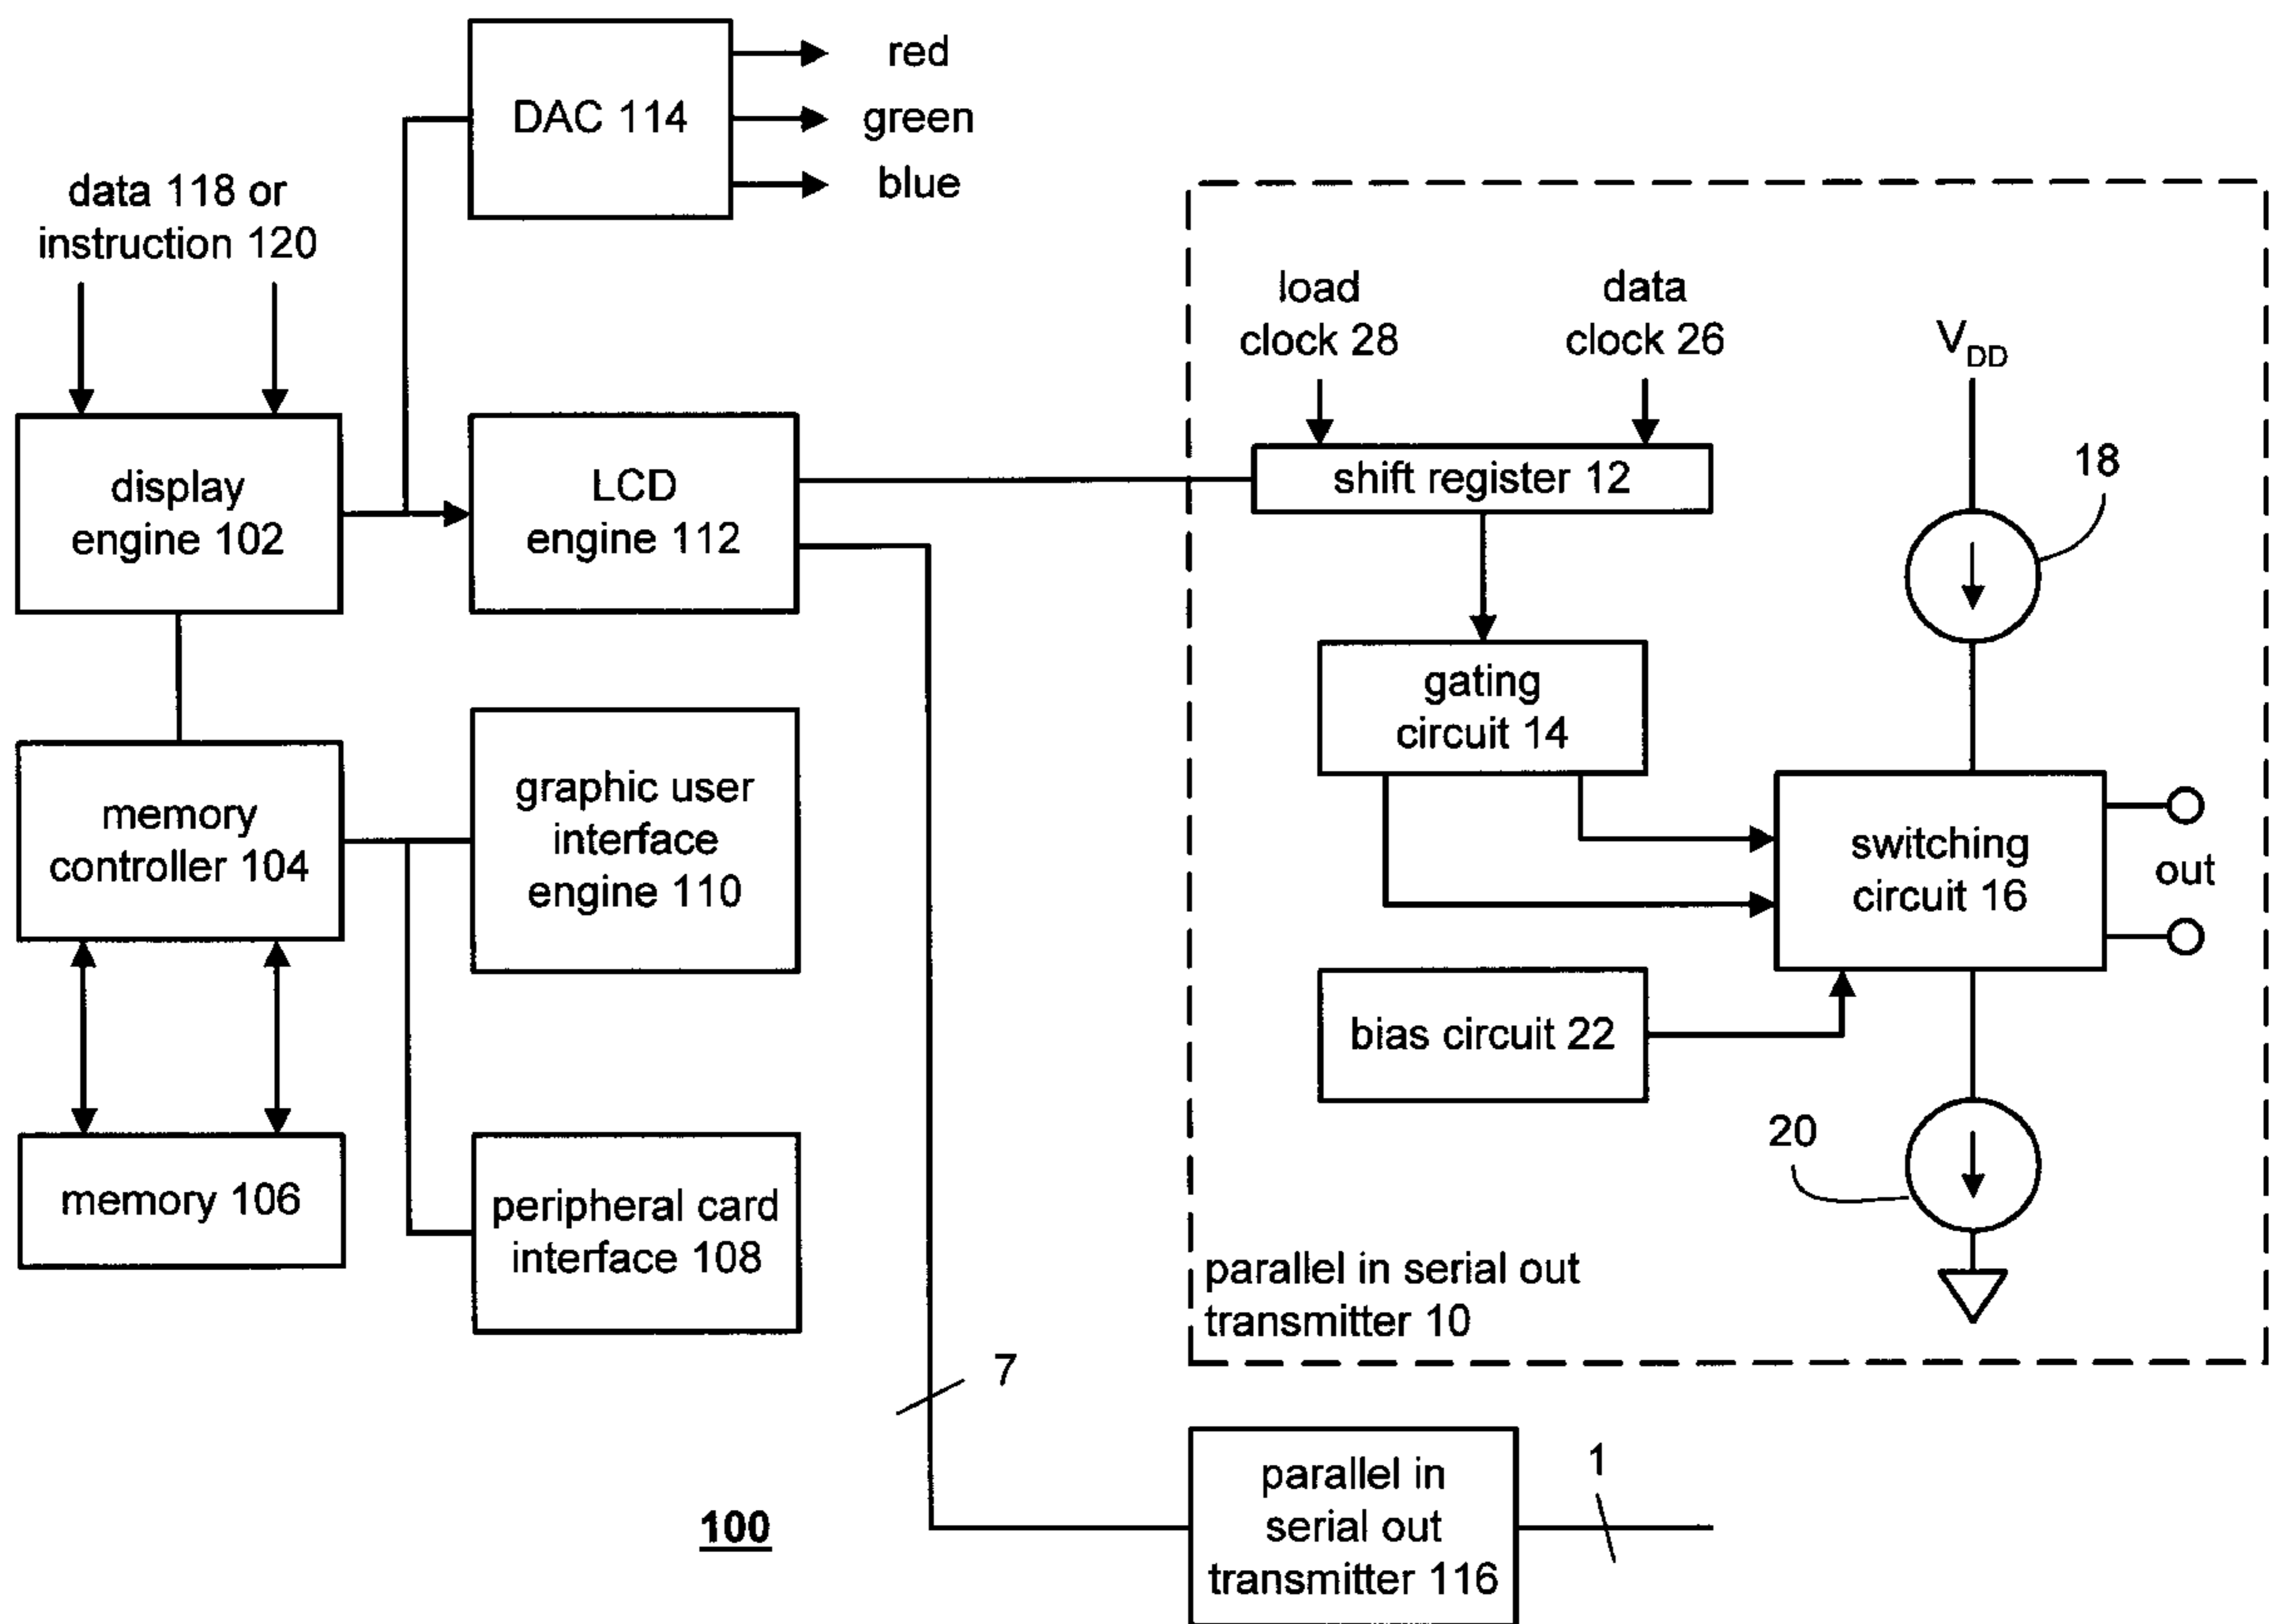 DAC 114
red
green
blue
data 118 or
instruction 120
display
engine 102
LCD
engine 112
memory
controller 104
graphic user
interface
engine 110
memory 106
peripheral card
interface 108
7
100
load
clock 28
data
clock 26
VDD
shift register 12
18
gating
circuit 14
switching
circuit 16
out
bias circuit 22
20
parallel in serial out
transmitter 10
parallel in
serial out
transmitter 116
1